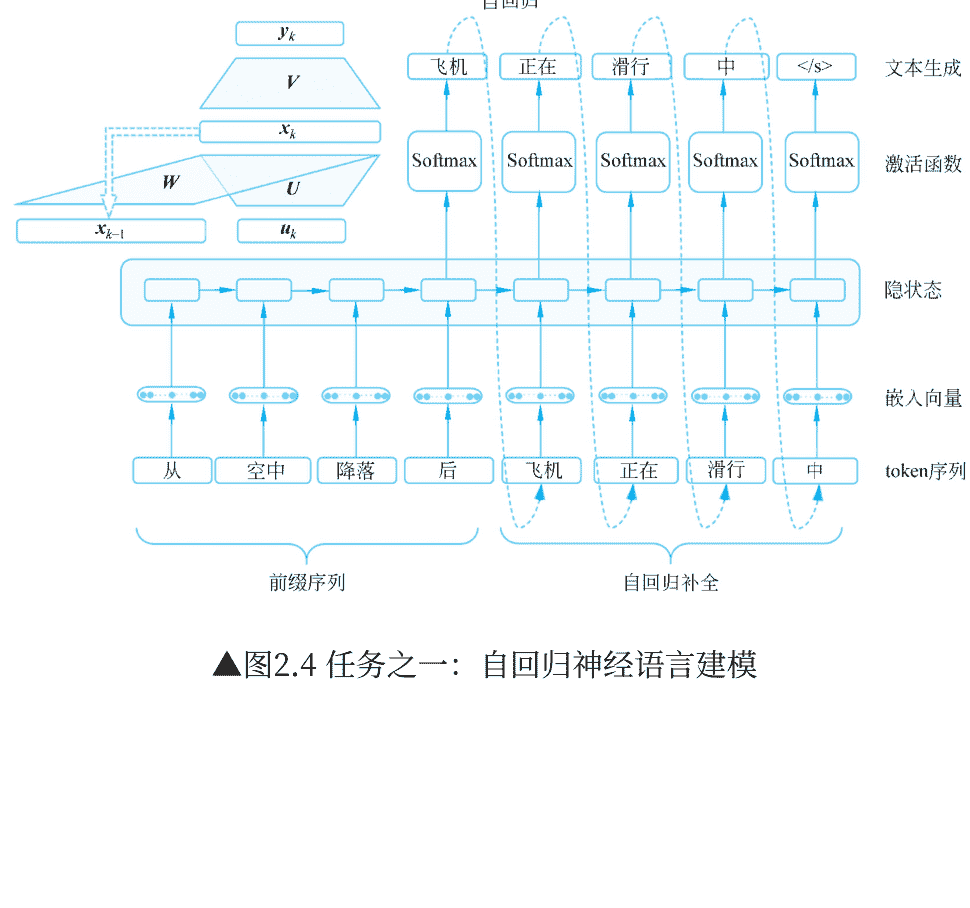 自回归
y_k
V
x_k
W
U
x_{k-1}
u_k
飞机 正在 滑行 中 </s> 文本生成
Softmax Softmax Softmax Softmax Softmax 激活函数
隐状态
嵌入向量
从 空中 降落 后 飞机 正在 滑行 中 token序列
前缀序列 自回归补全
▲图2.4 任务之一：自回归神经语言建模